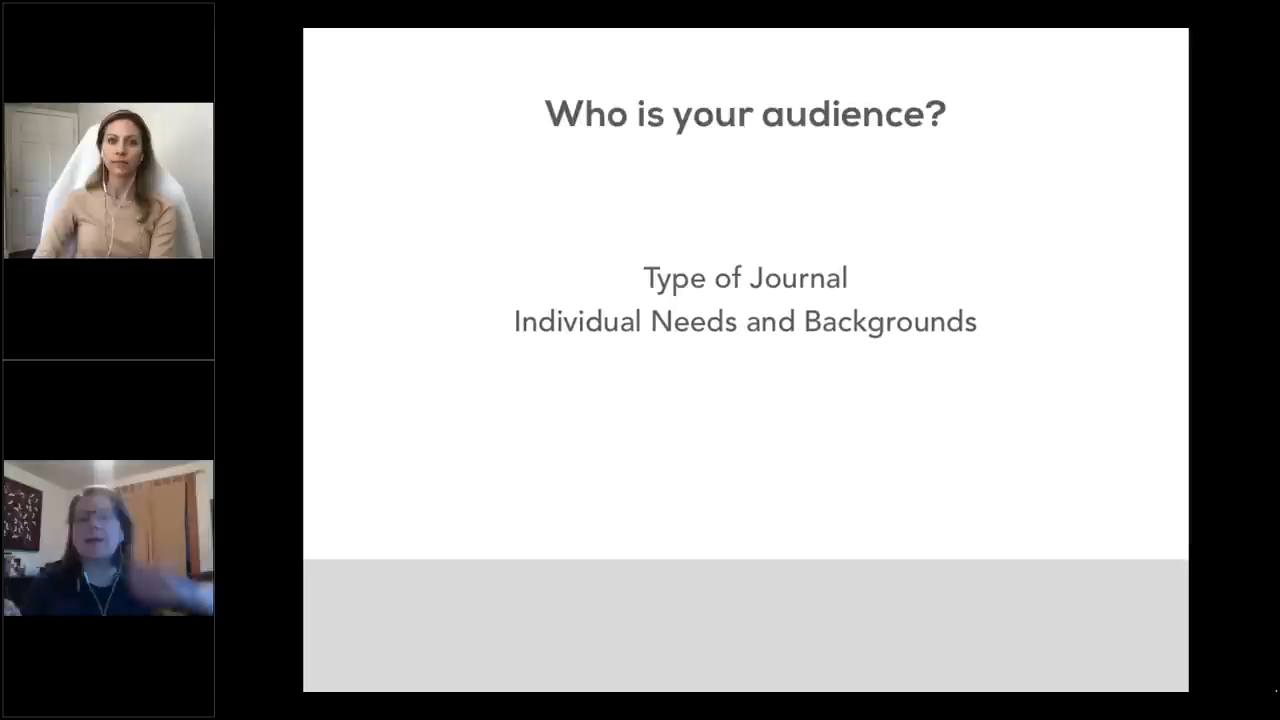 Who is your audience?
Type of Journal
Individual Needs and Backgrounds